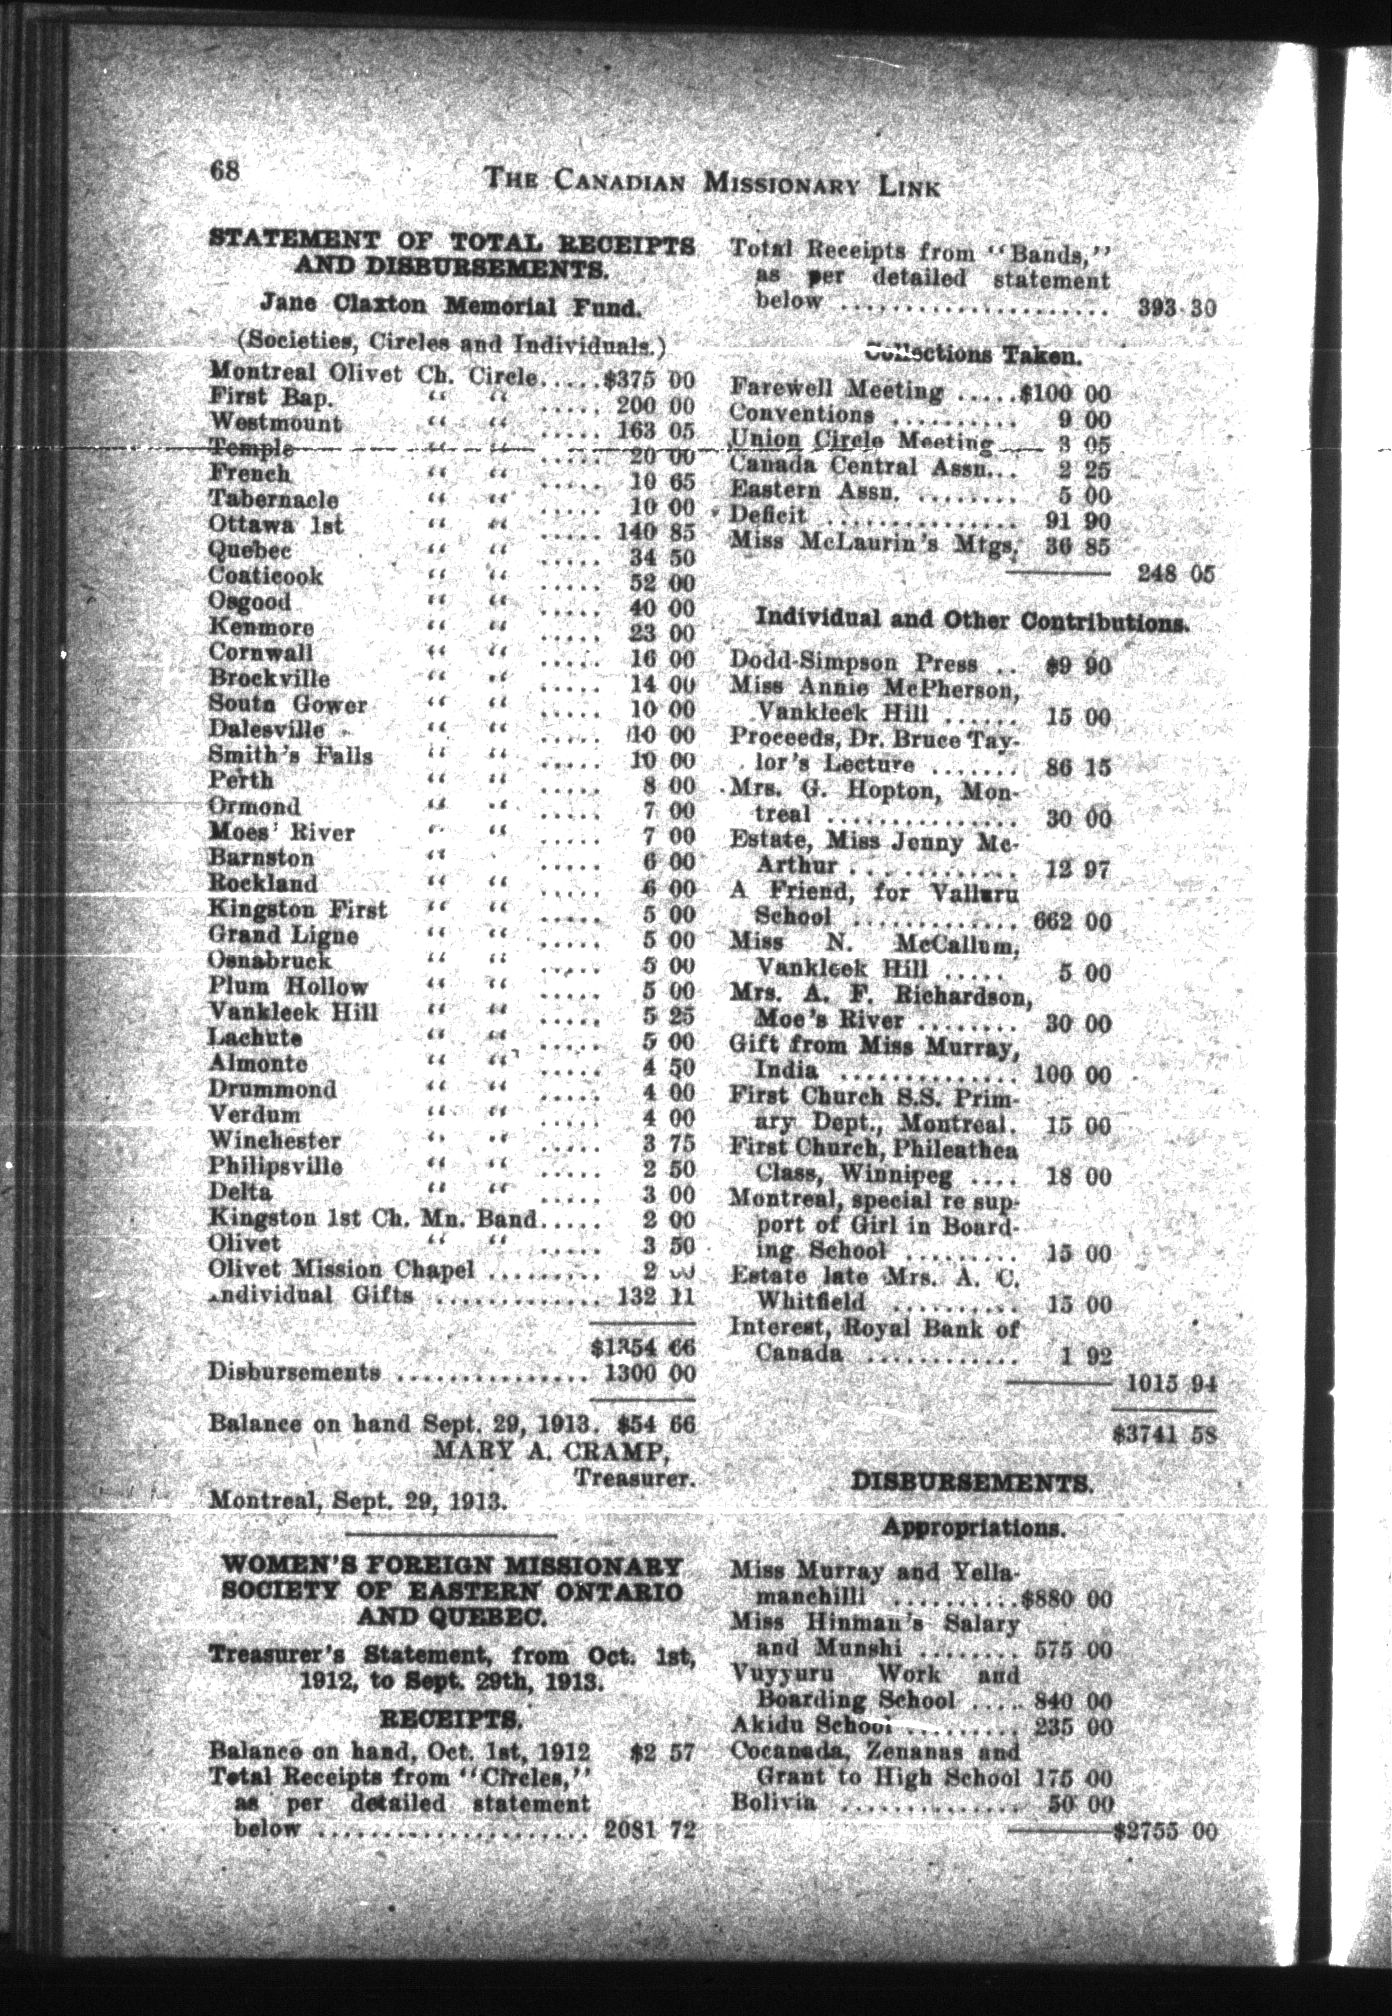 68
THE CANADIAN MISSIONARY LINK
STATEMENT OF TOTAL RECEIPTS
AND DISBURSEMENTS.
Jane Claxton Memorial Fund.
(Societies, Circles and Individuals.)
Montreal Olivet Ch. Circle.....$375 00
First Bap. " " ..... 200 00
Westmount " " ..... 163 05
Temple " " ..... 20 00
French " " ..... 10 65
Tabernacle " " ..... 10 00
Ottawa 1st " " ..... 140 85
Quebec " " ..... 34 50
Coaticook " " ..... 52 00
Osgood " " ..... 40 00
Kenmore " " ..... 23 00
Cornwall " " ..... 16 00
Brockville " " ..... 14 00
South Gower " " ..... 10 00
Dalesville " " ..... 10 00
Smith's Falls " " ..... 10 00
Perth " " ..... 8 00
Ormond " " ..... 7 00
Moes' River " " ..... 7 00
Barnston " ..... 6 00
Rockland " " ..... 6 00
Kingston First " " ..... 5 00
Grand Ligne " " ..... 5 00
Osnabruck " " ..... 5 00
Plum Hollow " " ..... 5 00
Vankleek Hill " " ..... 5 25
Lachute " " ..... 5 00
Almonte " " ..... 4 50
Drummond " " ..... 4 00
Verdum " " ..... 4 00
Winchester " " ..... 3 75
Philipsville " " ..... 2 50
Delta " " ..... 3 00
Kingston 1st Ch. Mn. Band..... 2 00
Olivet " " ..... 3 50
Olivet Mission Chapel ......... 2 00
Individual Gifts ............. 132 11
$1354 66
Disbursements ............... 1300 00
Balance on hand Sept. 29, 1913. $54 66
MARY A. CRAMP,
Treasurer.
Montreal, Sept. 29, 1913.
WOMEN'S FOREIGN MISSIONARY
SOCIETY OF EASTERN ONTARIO
AND QUEBEC.
Treasurer's Statement, from Oct. 1st,
1912, to Sept. 29th, 1913.
RECEIPTS.
Balance on hand, Oct. 1st, 1912 $2 57
Total Receipts from "Circles,"
as per detailed statement
below ..................... 2081 72
Total Receipts from "Bands,"
as per detailed statement
below ..................... 393 30
Collections Taken.
Farewell Meeting .....$100 00
Conventions .......... 9 00
Union Circle Meeting 3 05
Canada Central Assn... 2 25
Eastern Assn. ........ 5 00
Deficit ............... 91 90
Miss McLaurin's Mtgs. 36 85
248 05
Individual and Other Contributions.
Dodd-Simpson Press .. $9 90
Miss Annie McPherson,
Vankleek Hill ...... 15 00
Proceeds, Dr. Bruce Tay-
lor's Lecture ....... 86 15
Mrs. G. Hopton, Mon-
treal ............... 30 00
Estate, Miss Jenny Mc-
Arthur ............. 12 97
A Friend, for Valluru
School ............. 662 00
Miss N. McCallum,
Vankleek Hill ..... 5 00
Mrs. A. F. Richardson,
Moe's River ........ 30 00
Gift from Miss Murray,
India .............. 100 00
First Church S.S. Prim-
ary Dept., Montreal. 15 00
First Church, Phileathea
Class, Winnipeg .... 18 00
Montreal, special re sup-
port of Girl in Board-
ing School ......... 15 00
Estate late Mrs. A. C.
Whitfield .......... 15 00
Interest, Royal Bank of
Canada ............ 1 92
1015 94
$3741 58
DISBURSEMENTS.
Appropriations.
Miss Murray and Yella-
manchilli ..........$880 00
Miss Hinman's Salary
and Munshi ........ 575 00
Vuyyuru Work and
Boarding School .... 840 00
Akidu School ......... 235 00
Cocanada, Zenanas and
Grant to High School 175 00
Bolivia .............. 50 00
$2755 00